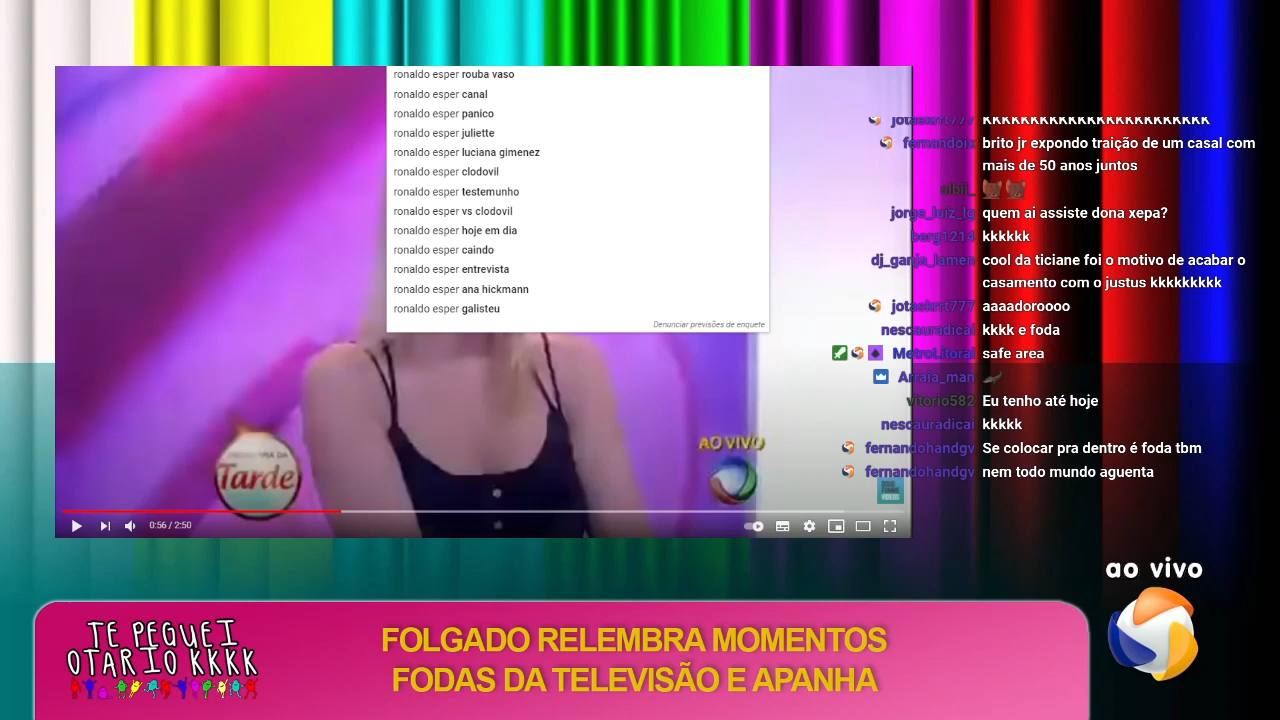 ronaldo esper rouba vaso
ronaldo esper canal
ronaldo esper panico
ronaldo esper juliette
ronaldo esper luciana gimenez
ronaldo esper clodovil
ronaldo esper testemunho
ronaldo esper vs clodovil
ronaldo esper hoje em dia
ronaldo esper caindo
ronaldo esper entrevista
ronaldo esper ana hickmann
ronaldo esper galisteu
Denunciar previsões de enquete
Tarde
AO VIVO
0:56 / 2:50
jotaskrrt777 kkkkkkkkkkkkkkkkkkkkkkkk
brito jr expondo traição de um casal com
mais de 50 anos juntos
jorge_luiz_lg quem ai assiste dona xepa?
berg1214 kkkkkk
dj_ganja_lamen cool da ticiane foi o motivo de acabar o
casamento com o justus kkkkkkkkk
jotaskrrt777 aaaadoroooo
nescauradical kkkk e foda
MetroLitoral safe area
Arraia_man
vitorio582 Eu tenho até hoje
nescauradical kkkkk
fernandohandgv Se colocar pra dentro é foda tbm
fernandohandgv nem todo mundo aguenta
ao vivo
TE PEGUEI
OTARIO KKKK
FOLGADO RELEMBRA MOMENTOS
FODAS DA TELEVISÃO E APANHA